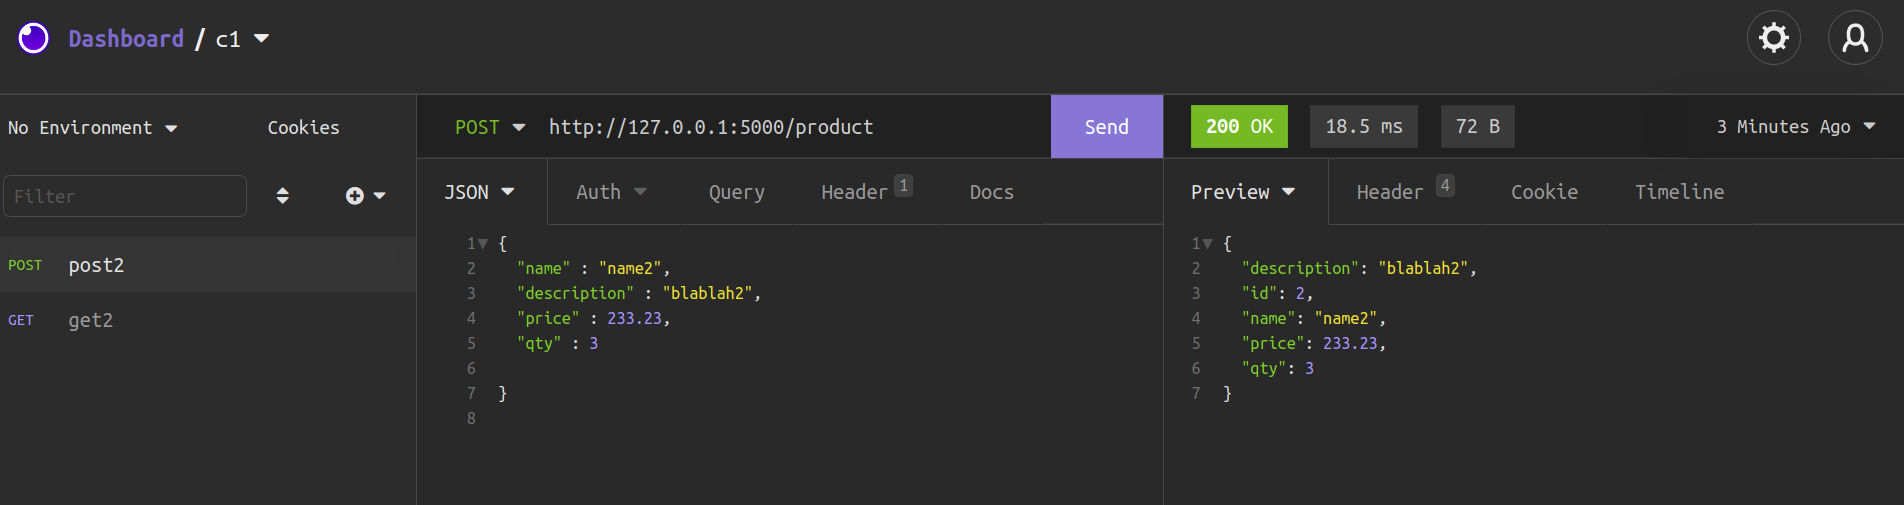 Dashboard / c1
No Environment Cookies
Filter
POST post2
GET get2
POST http://127.0.0.1:5000/product Send
JSON Auth Query Header 1 Docs
1 {
2 "name" : "name2",
3 "description" : "blablah2",
4 "price" : 233.23,
5 "qty" : 3
6
7 }
8
200 OK 18.5 ms 72 B 3 Minutes Ago
Preview Header 4 Cookie Timeline
1 {
2 "description": "blablah2",
3 "id": 2,
4 "name": "name2",
5 "price": 233.23,
6 "qty": 3
7 }